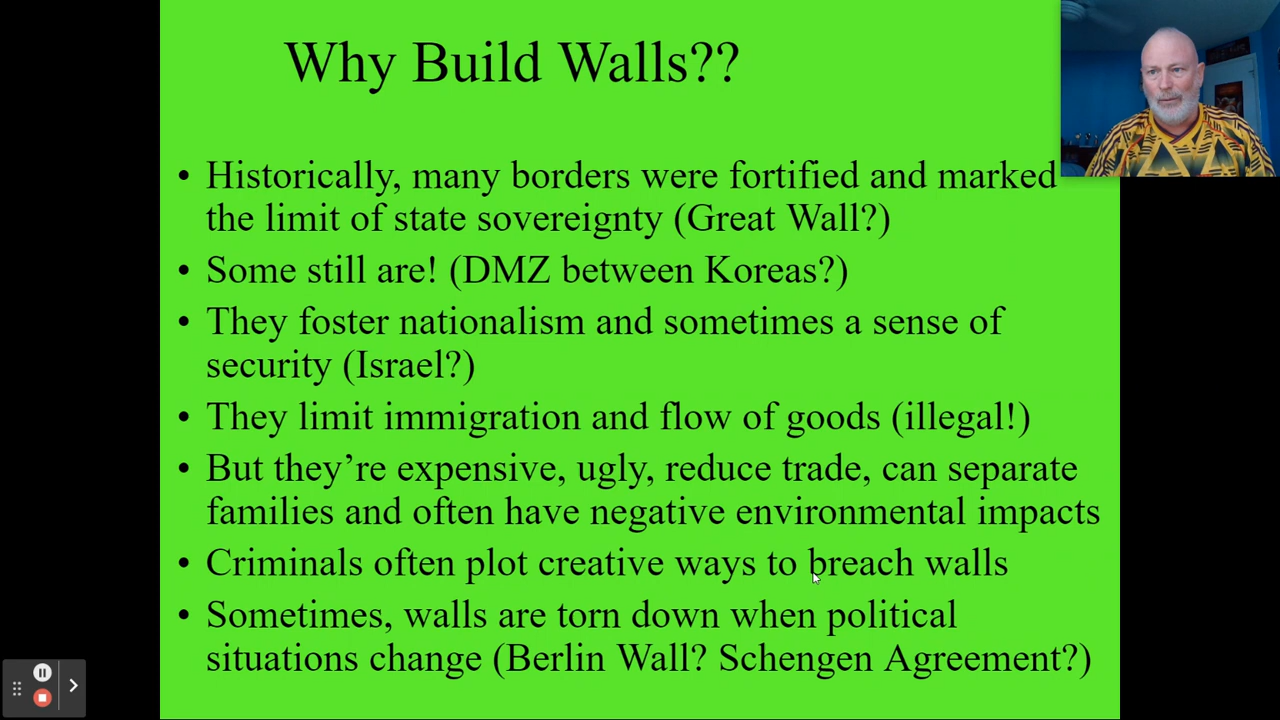 Why Build Walls??
• Historically, many borders were fortified and marked
the limit of state sovereignty (Great Wall?)
• Some still are! (DMZ between Koreas?)
• They foster nationalism and sometimes a sense of
security (Israel?)
• They limit immigration and flow of goods (illegal!)
• But they’re expensive, ugly, reduce trade, can separate
families and often have negative environmental impacts
• Criminals often plot creative ways to breach walls
• Sometimes, walls are torn down when political
situations change (Berlin Wall? Schengen Agreement?)